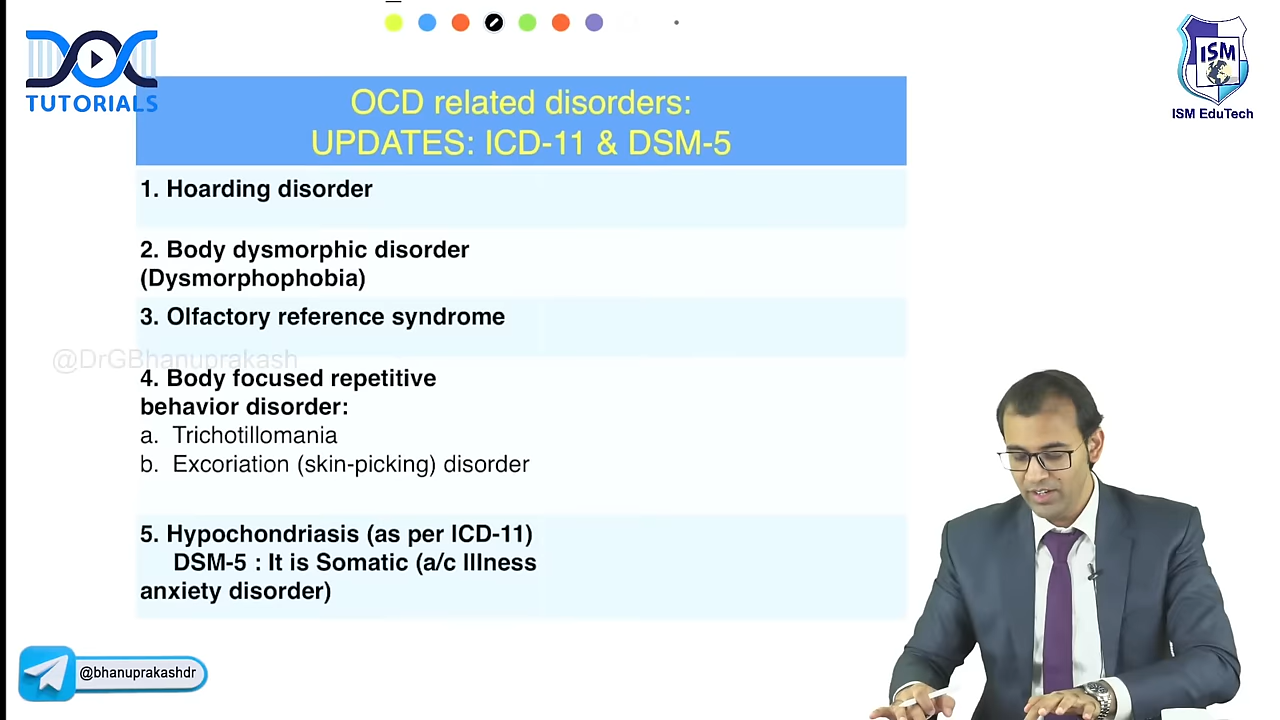 DOC
TUTORIALS
ISM
ISM EduTech
OCD related disorders:
UPDATES: ICD-11 & DSM-5
1. Hoarding disorder
2. Body dysmorphic disorder
(Dysmorphophobia)
3. Olfactory reference syndrome
@DrGBhanuprakash
4. Body focused repetitive
behavior disorder:
a. Trichotillomania
b. Excoriation (skin-picking) disorder
5. Hypochondriasis (as per ICD-11)
DSM-5 : It is Somatic (a/c Illness
anxiety disorder)
@bhanuprakashdr